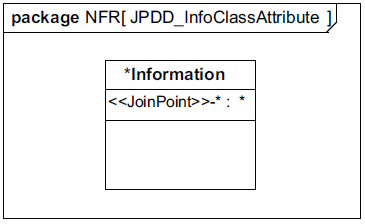 package NFR[ JPDD_InfoClassAttribute ]
*Information
<<JoinPoint>>-* : *